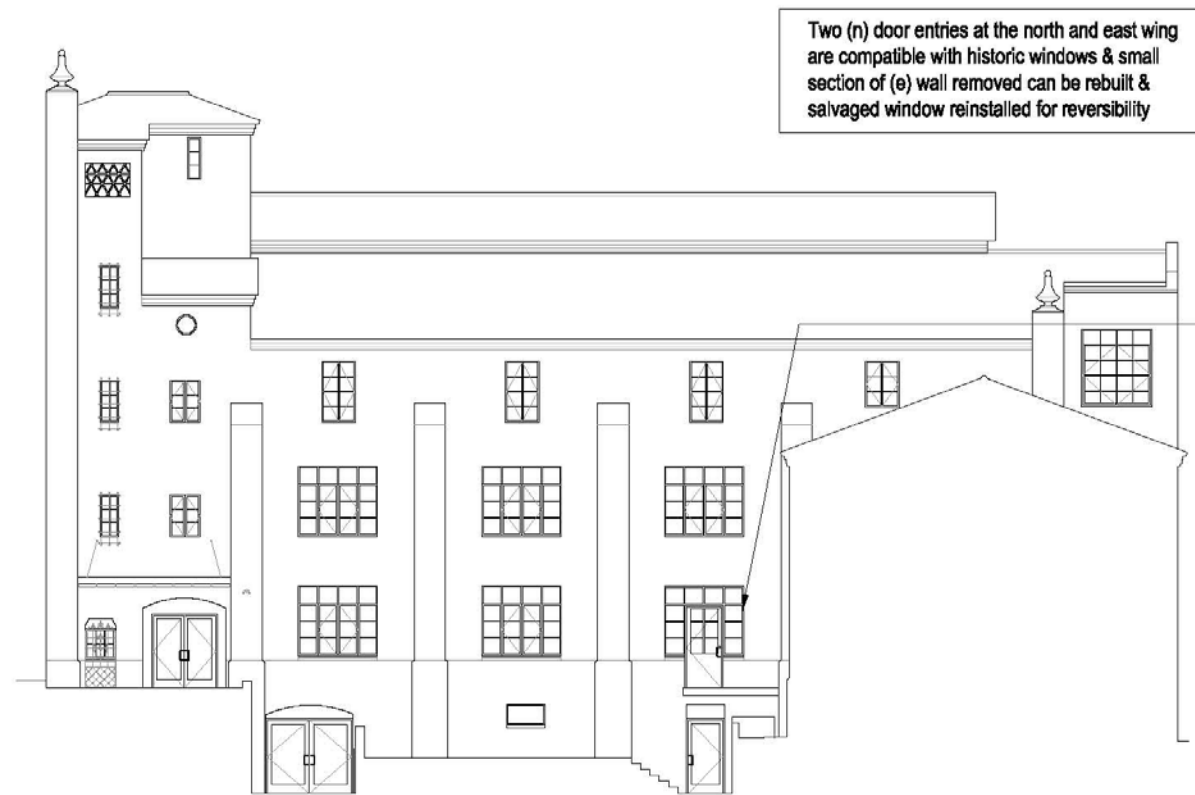 Two (n) door entries at the north and east wing
are compatible with historic windows & small
section of (e) wall removed can be rebuilt &
salvaged window reinstalled for reversibility